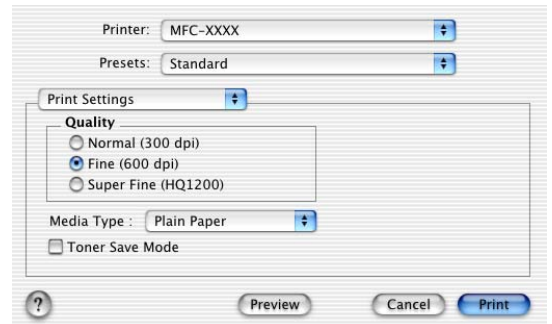 Printer: MFC-XXXX
Presets: Standard
Print Settings
Quality
Normal (300 dpi)
Fine (600 dpi)
Super Fine (HQ1200)
Media Type : Plain Paper
Toner Save Mode
? Preview Cancel Print